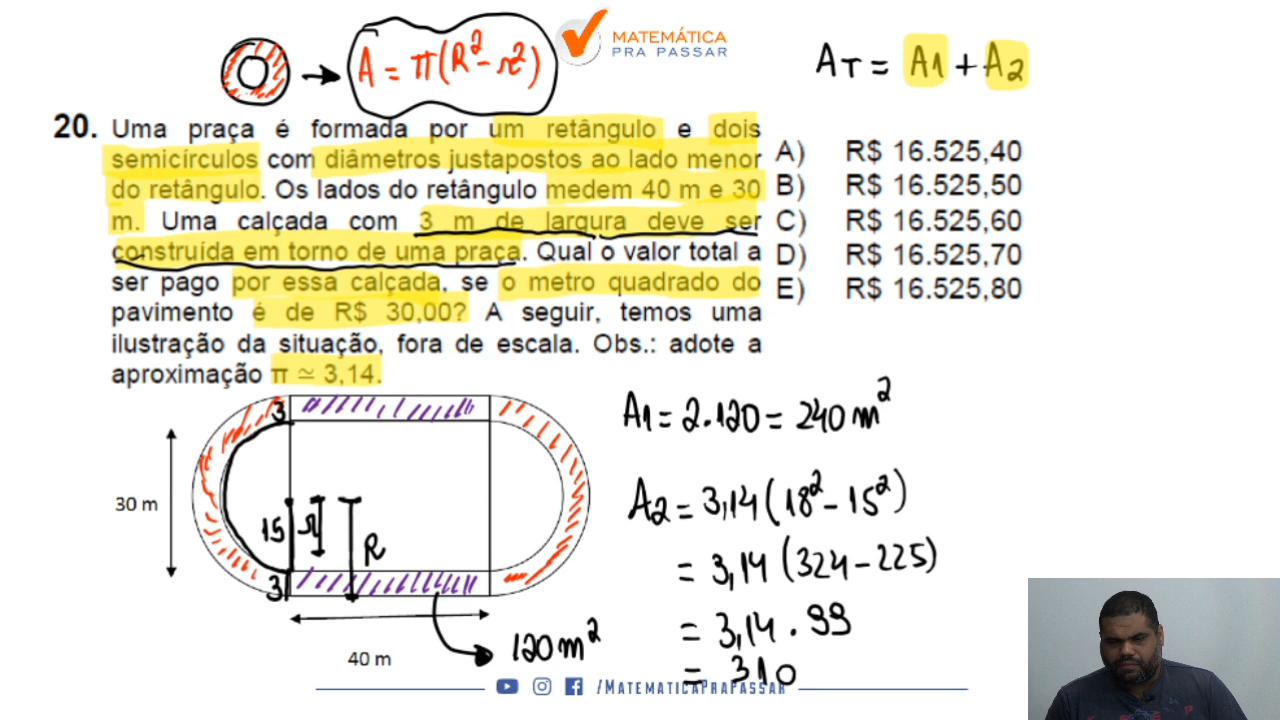 MATEMÁTICA
PRA PASSAR
A = π(R² - r²)
AT = A1 + A2
20. Uma praça é formada por um retângulo e dois
semicírculos com diâmetros justapostos ao lado menor
do retângulo. Os lados do retângulo medem 40 m e 30
m. Uma calçada com 3 m de largura deve ser
construída em torno de uma praça. Qual o valor total a
ser pago por essa calçada, se o metro quadrado do
pavimento é de R$ 30,00? A seguir, temos uma
ilustração da situação, fora de escala. Obs.: adote a
aproximação π ≃ 3,14.
A) R$ 16.525,40
B) R$ 16.525,50
C) R$ 16.525,60
D) R$ 16.525,70
E) R$ 16.525,80
3
30 m
15
r
R
3
40 m
120 m²
A1 = 2.120 = 240 m²
A2 = 3,14 (18² - 15²)
= 3,14 (324 - 225)
= 3,14 . 99
= 310
/MATEMATICAPRAPASSAR